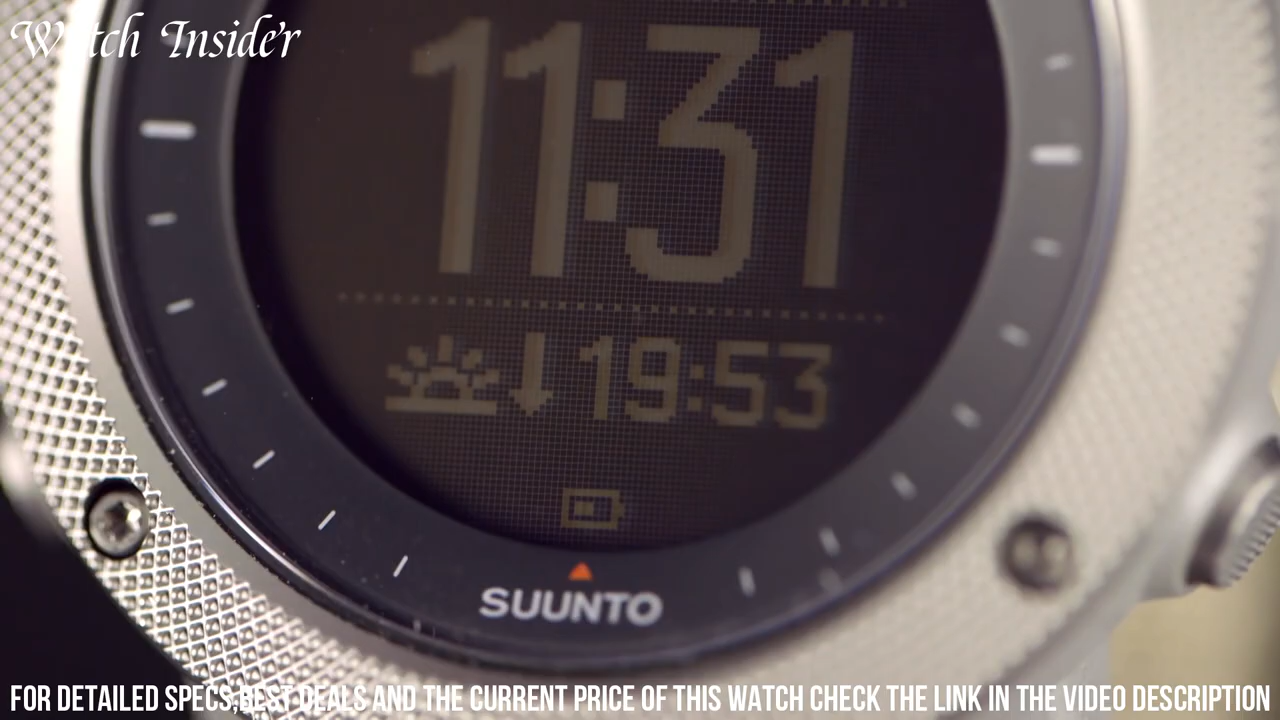 Watch Insider
11:31
19:53
SUUNTO
FOR DETAILED SPECS,BEST DEALS AND THE CURRENT PRICE OF THIS WATCH CHECK THE LINK IN THE VIDEO DESCRIPTION